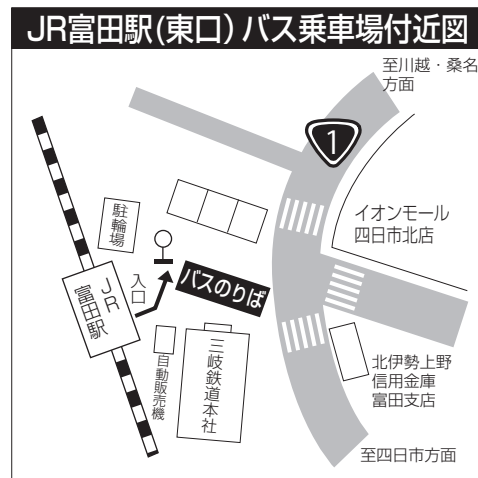 JR富田駅(東口)バス乗車場付近図
至川越・桑名
方面
1
イオンモール
四日市北店
駐輪場
入口
バスのりば
JR
富田駅
自動販売機
三岐鉄道本社
北伊勢上野
信用金庫
富田支店
至四日市方面